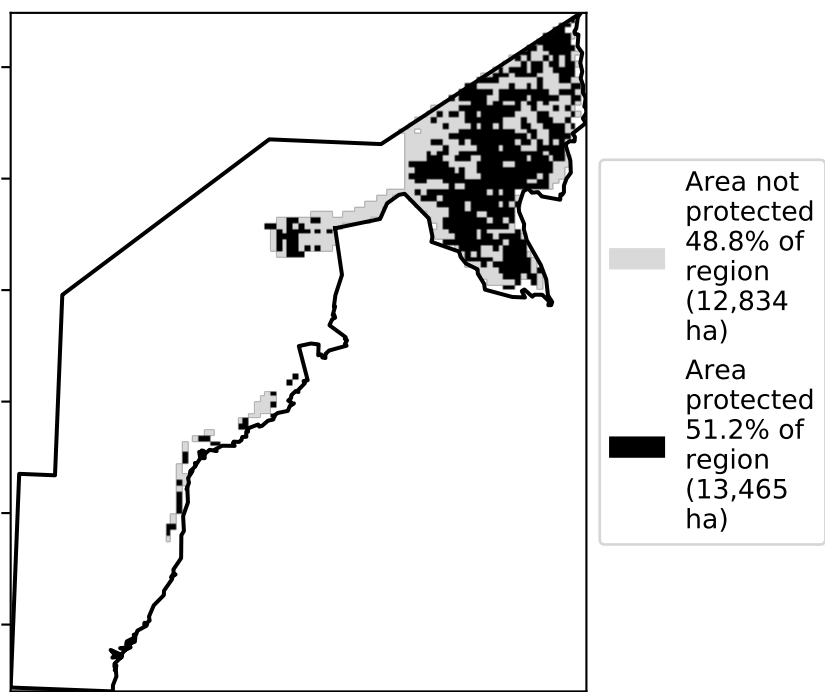 Area not
protected
48.8% of
region
(12,834
ha)
Area
protected
51.2% of
region
(13,465
ha)